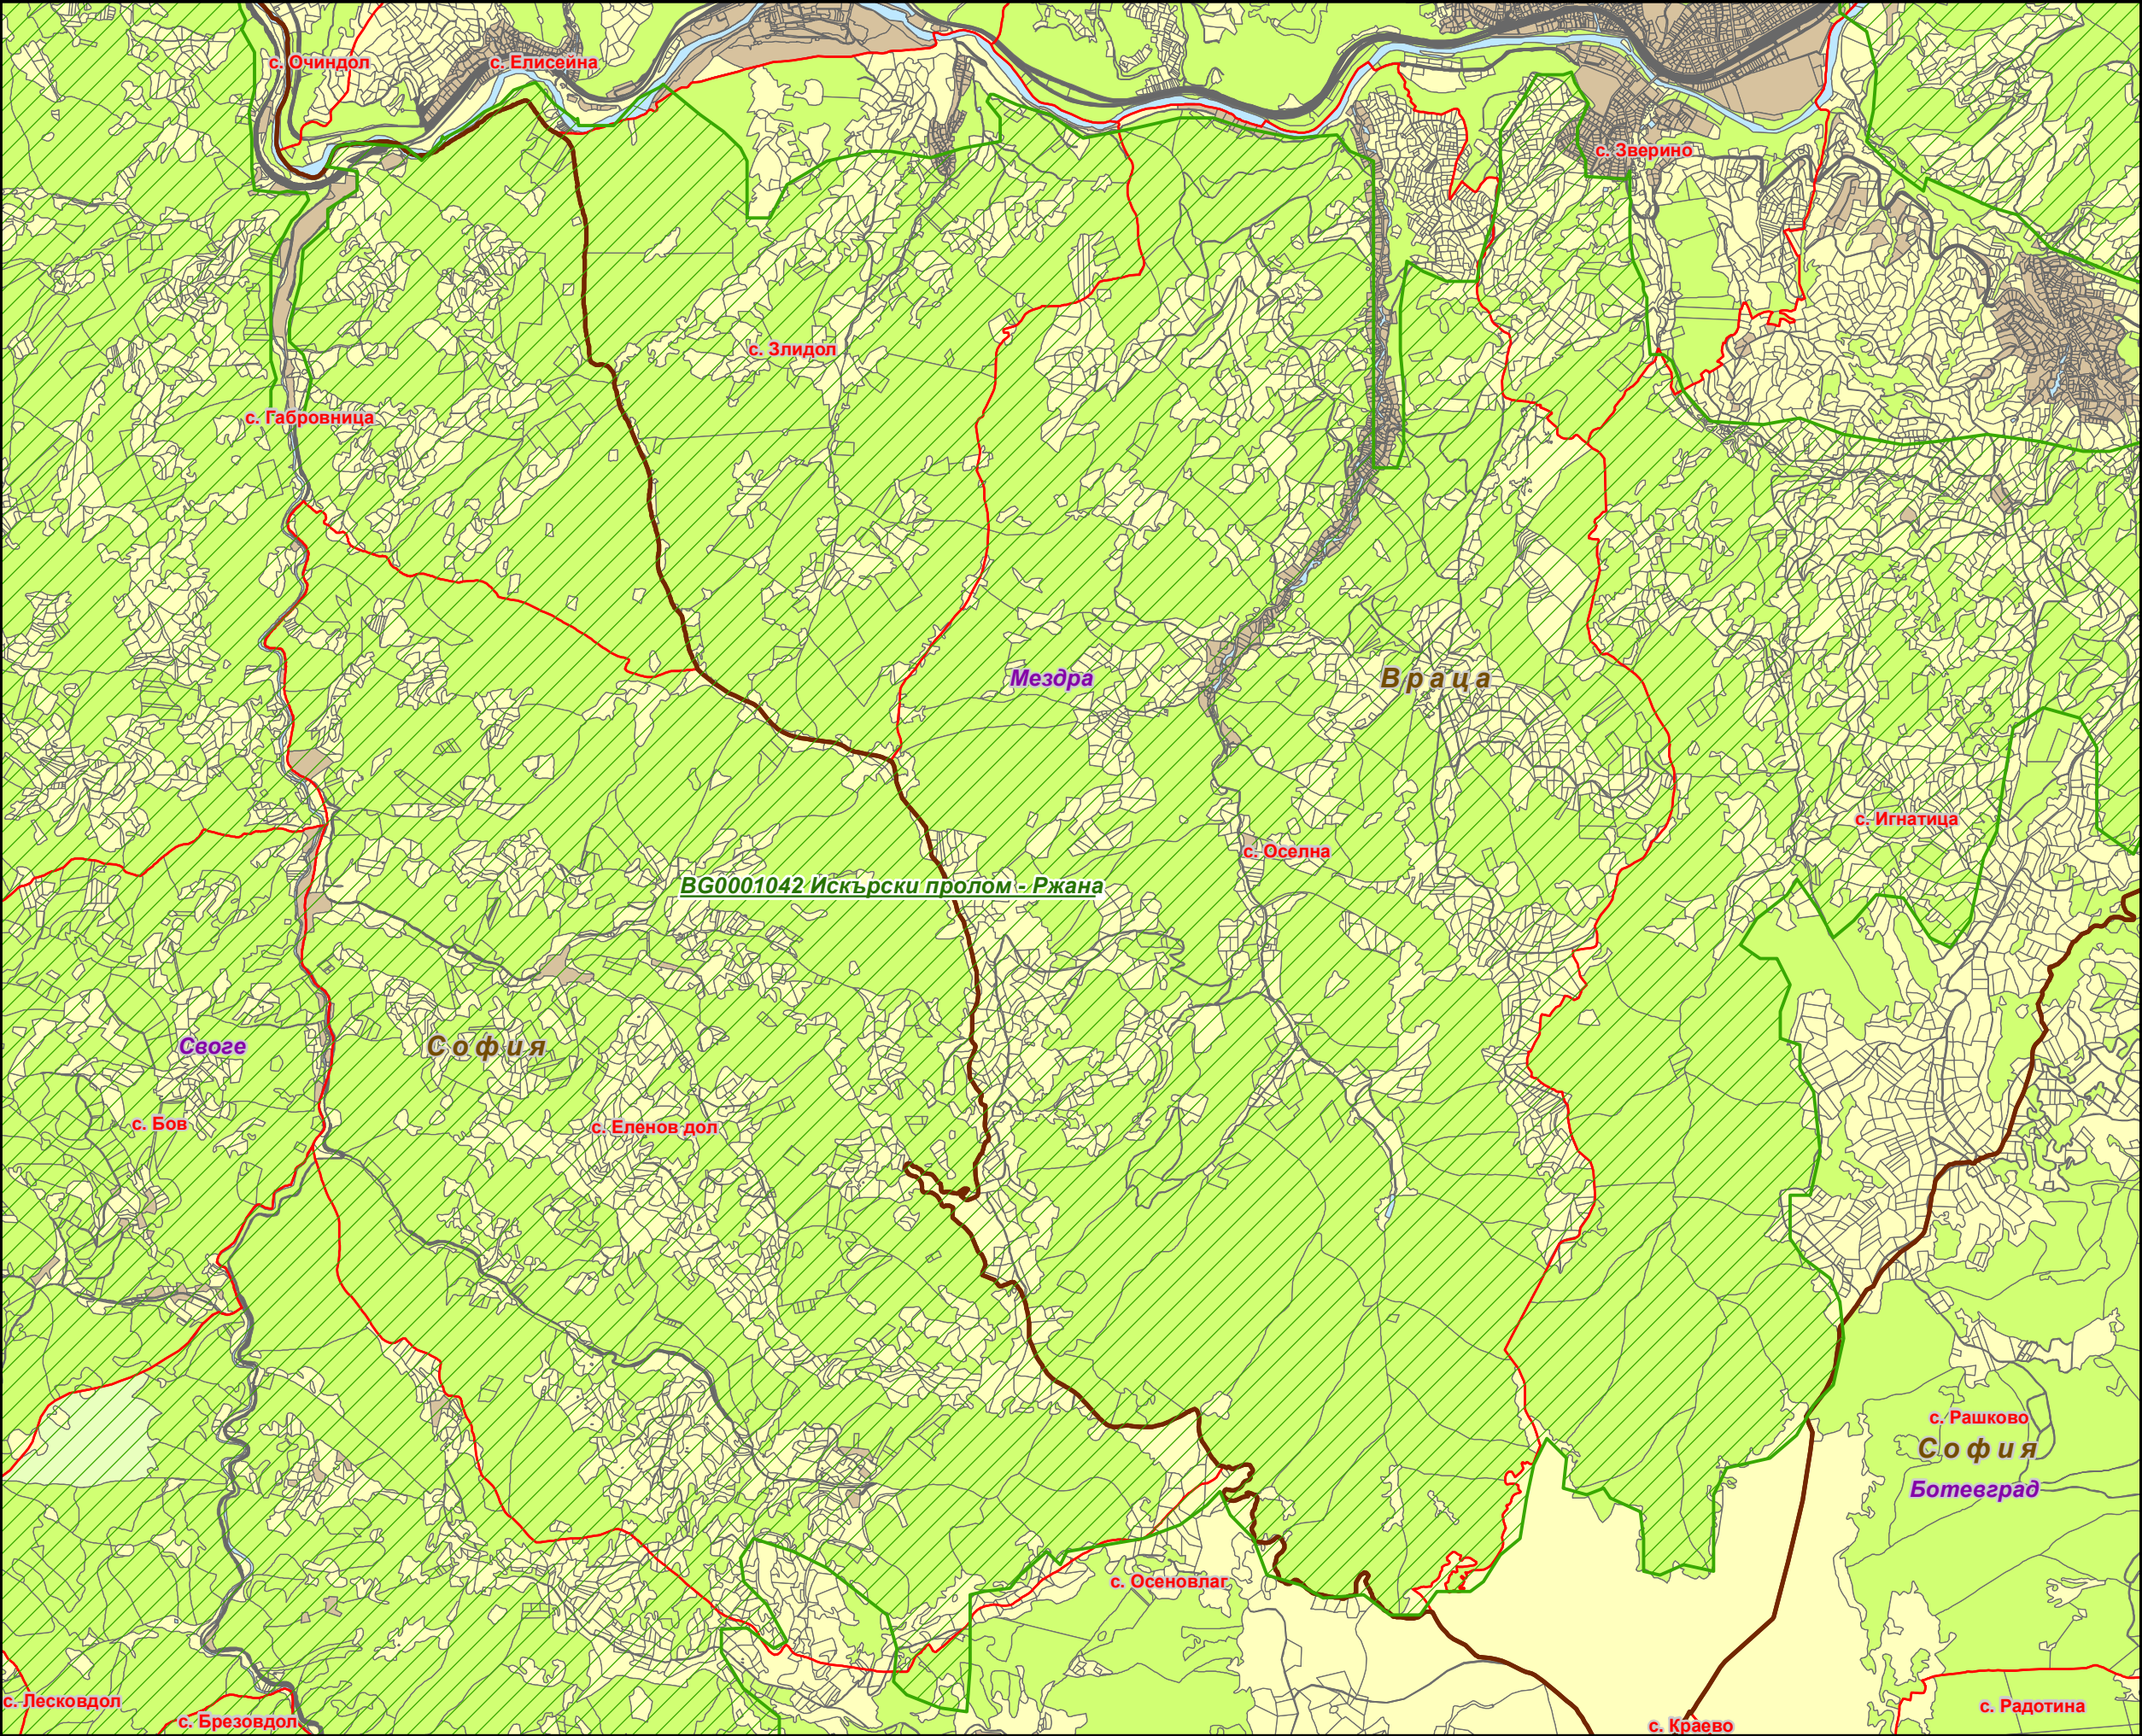 с. Очиндол
с. Елисейна
с. Зверино
с. Злидол
с. Габровница
Мездра
Враца
с. Игнатица
с. Оселна
BG0001042 Искърски пролом - Ржана
Своге
София
с. Бов
с. Еленов дол
с. Рашково
София
Ботевград
с. Осеновлаг
с. Лесковдол
с. Радотина
с. Брезовдол
с. Краево